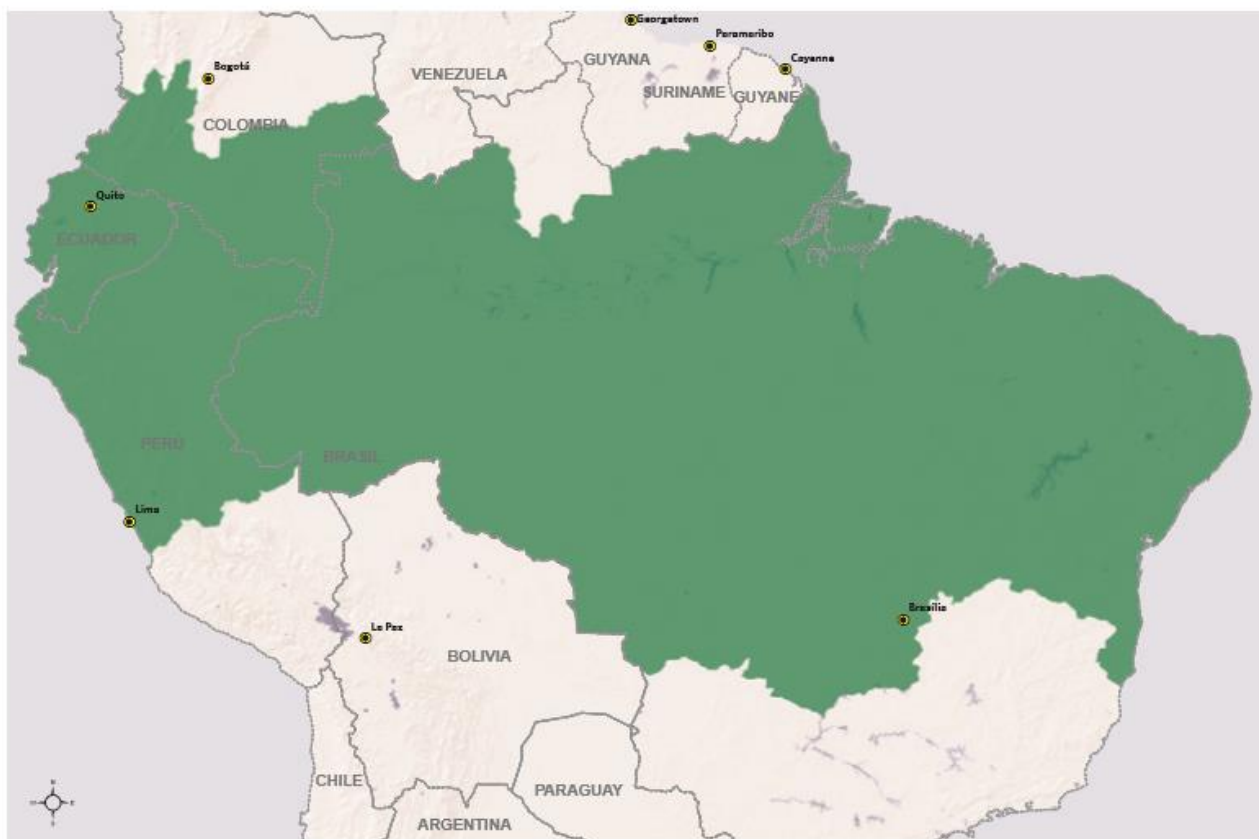 Georgetown
Paramaribo
Cayenne
GUYANA
Bogotá
VENEZUELA
SURINAME
GUYANE
COLOMBIA
Quito
ECUADOR
PERÚ
BRASIL
Lima
Brasilia
La Paz
BOLIVIA
CHILE
PARAGUAY
ARGENTINA
N
E